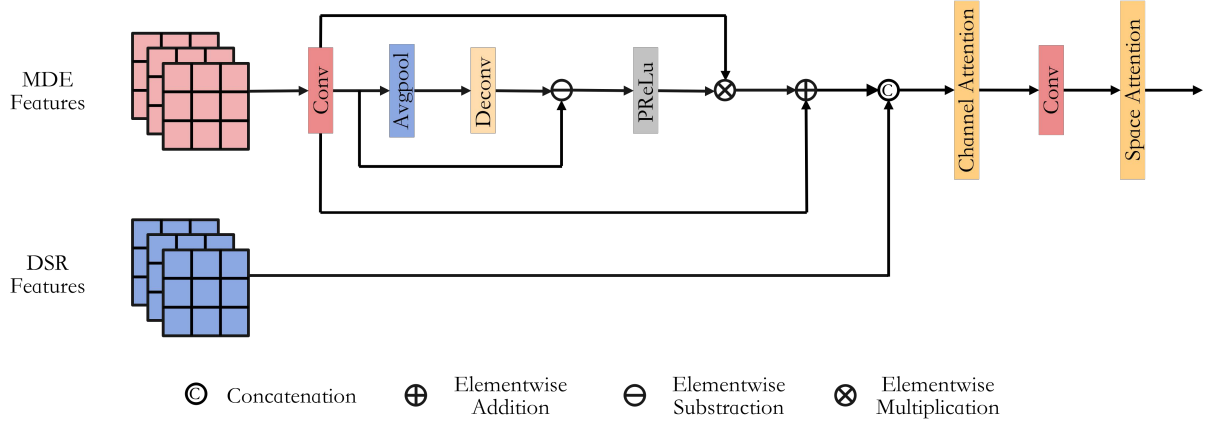 MDE
Features
Conv
Avgpool
Deconv
PReLu
C
Channel Attention
Conv
Space Attention
DSR
Features
C Concatenation
Elementwise
Addition
Elementwise
Substraction
Elementwise
Multiplication